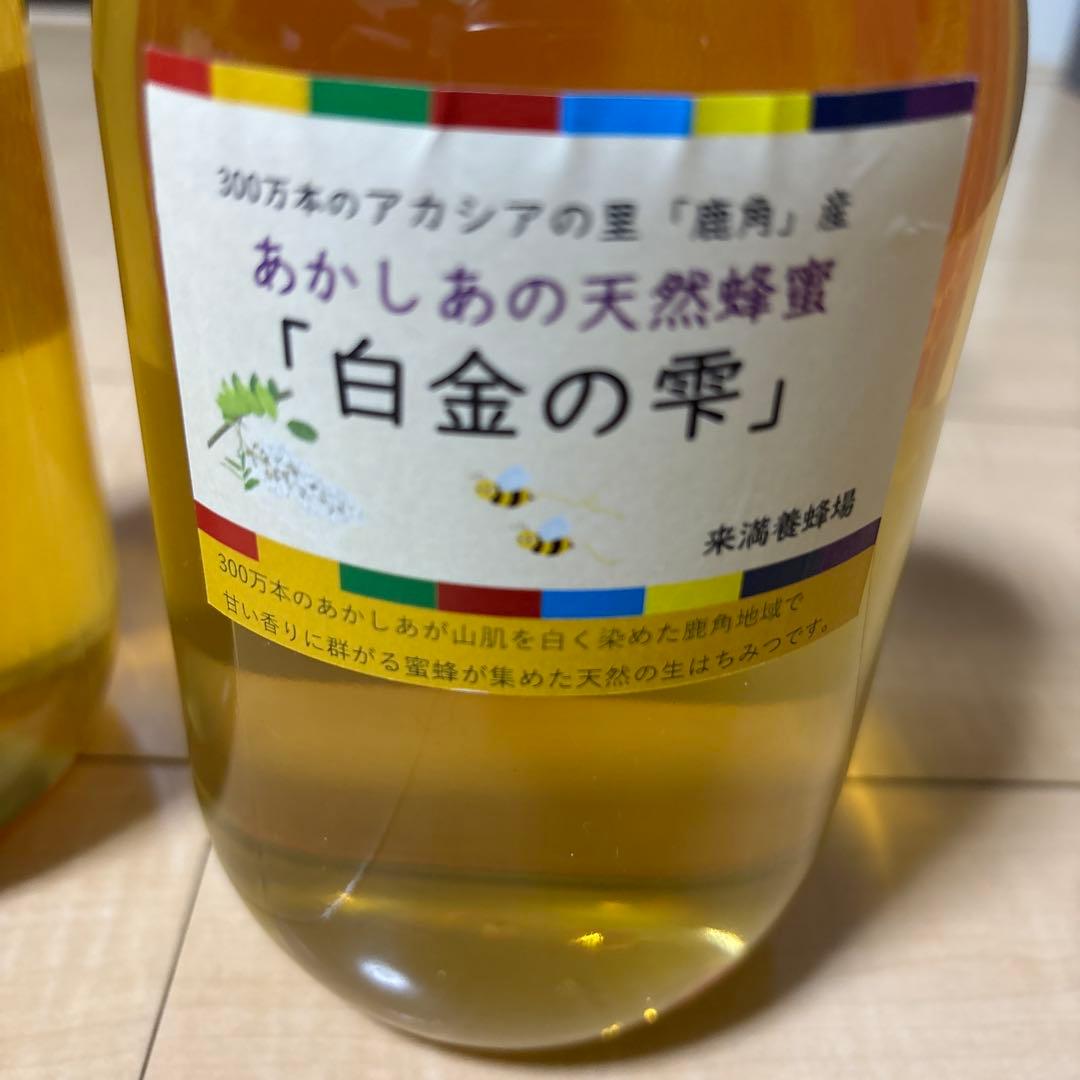 300万本のアカシアの里「鹿角」産
あかしあの天然蜂蜜
「白金の雫」
来満養蜂場
300万本のあかしあが山肌を白く染めた鹿角地域で
甘い香りに群がる蜜蜂が集めた天然の生はちみつです。